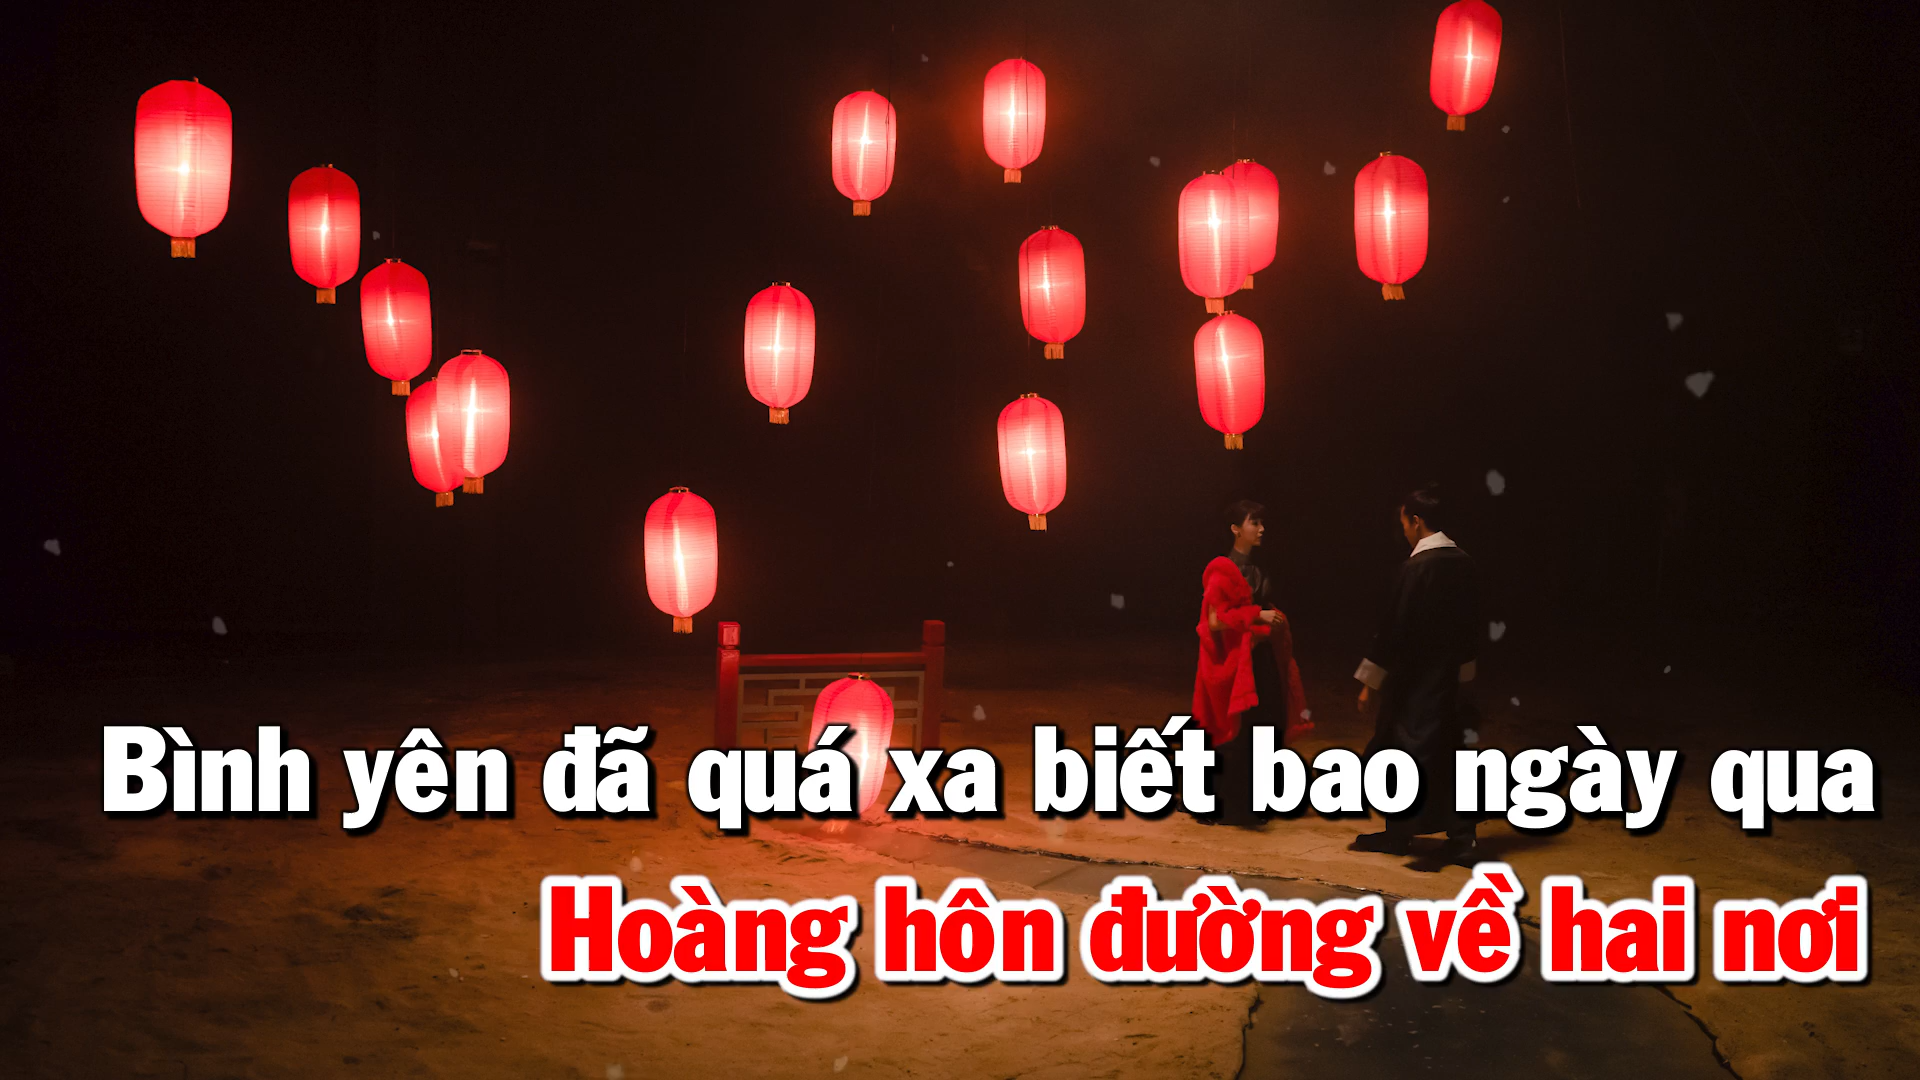 Bình yên đã quá xa biết bao ngày qua
Hoàng hôn đường về hai nơi